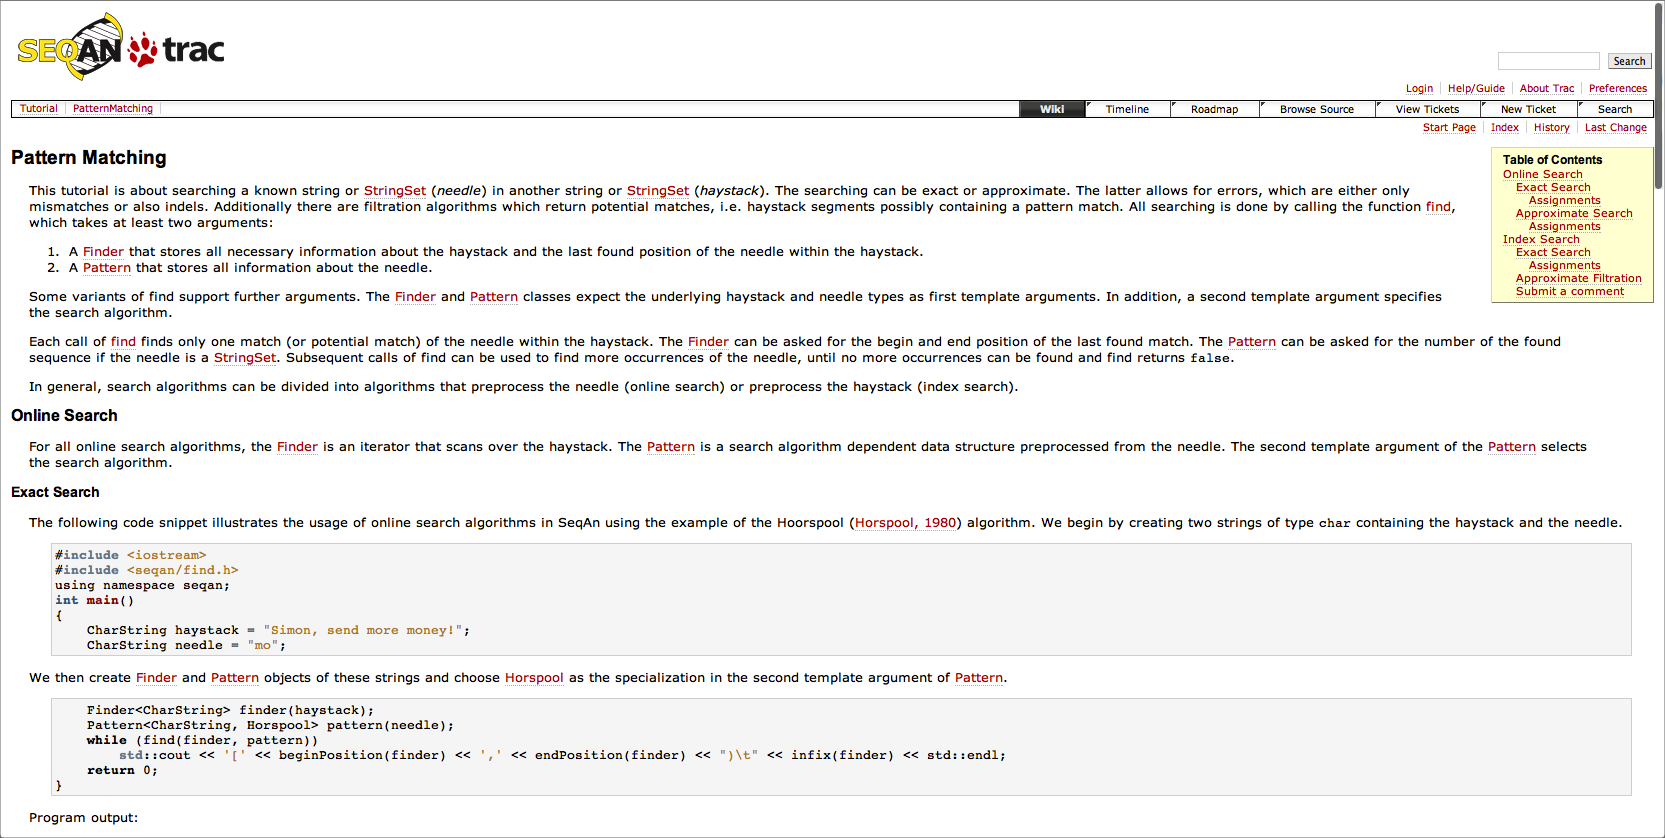 SEQAN trac
Search
Login Help/Guide About Trac Preferences
Tutorial PatternMatching
Wiki Timeline Roadmap Browse Source View Tickets New Ticket Search
Start Page Index History Last Change
Pattern Matching
Table of Contents
Online Search
Exact Search
Assignments
Approximate Search
Assignments
Index Search
Exact Search
Assignments
Approximate Filtration
Submit a comment
This tutorial is about searching a known string or StringSet (needle) in another string or StringSet (haystack). The searching can be exact or approximate. The latter allows for errors, which are either only
mismatches or also indels. Additionally there are filtration algorithms which return potential matches, i.e. haystack segments possibly containing a pattern match. All searching is done by calling the function find,
which takes at least two arguments:
1. A Finder that stores all necessary information about the haystack and the last found position of the needle within the haystack.
2. A Pattern that stores all information about the needle.
Some variants of find support further arguments. The Finder and Pattern classes expect the underlying haystack and needle types as first template arguments. In addition, a second template argument specifies
the search algorithm.
Each call of find finds only one match (or potential match) of the needle within the haystack. The Finder can be asked for the begin and end position of the last found match. The Pattern can be asked for the number of the found
sequence if the needle is a StringSet. Subsequent calls of find can be used to find more occurrences of the needle, until no more occurrences can be found and find returns false.
In general, search algorithms can be divided into algorithms that preprocess the needle (online search) or preprocess the haystack (index search).
Online Search
For all online search algorithms, the Finder is an iterator that scans over the haystack. The Pattern is a search algorithm dependent data structure preprocessed from the needle. The second template argument of the Pattern selects
the search algorithm.
Exact Search
The following code snippet illustrates the usage of online search algorithms in SeqAn using the example of the Hoorspool (Horspool, 1980) algorithm. We begin by creating two strings of type char containing the haystack and the needle.
#include <iostream>
#include <seqan/find.h>
using namespace seqan;
int main()
{
    CharString haystack = "Simon, send more money!";
    CharString needle = "mo";
We then create Finder and Pattern objects of these strings and choose Horspool as the specialization in the second template argument of Pattern.
    Finder<CharString> finder(haystack);
    Pattern<CharString, Horspool> pattern(needle);
    while (find(finder, pattern))
        std::cout << '[' << beginPosition(finder) << ',' << endPosition(finder) << ")\t" << infix(finder) << std::endl;
    return 0;
}
Program output: